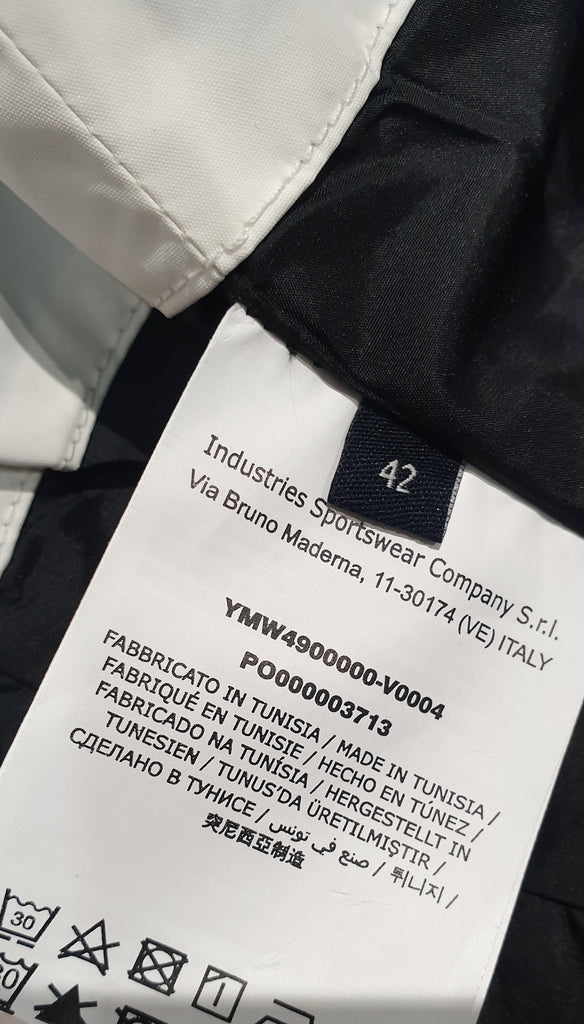 42
Industries Sportswear Company S.r.l.
Via Bruno Maderna, 11-30174 (VE) ITALY
YMW4900000-V0004
PO000003713
FABBRICATO IN TUNISIA / MADE IN TUNISIA /
FABRIQUÉ EN TUNISIE / HECHO EN TÚNEZ /
FABRICADO NA TUNÍSIA / HERGESTELLT IN
TUNESIEN / TUNUS'DA ÜRETILMIŞTIR /
СДЕЛАНО В ТУНИСЕ / صنع في تونس / 튀니지 /
突尼西亞制造
30
30